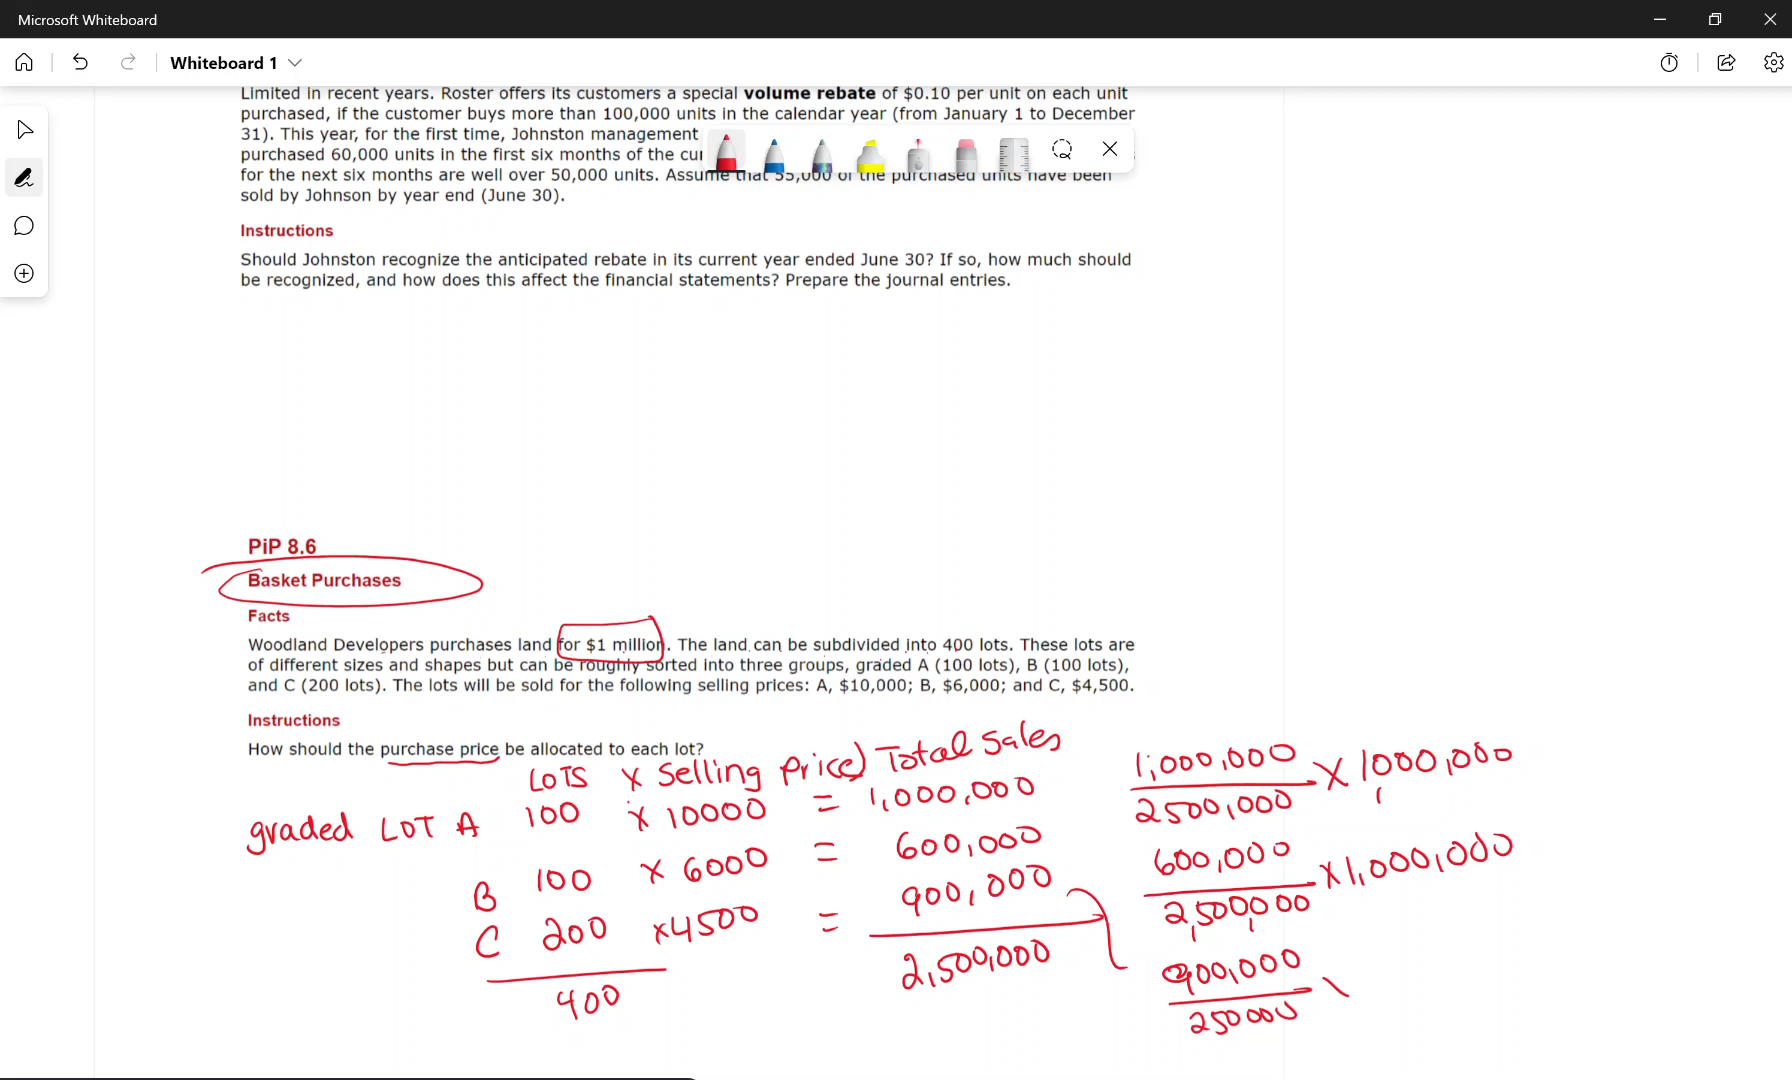 Microsoft Whiteboard
Whiteboard 1
Limited in recent years. Roster offers its customers a special volume rebate of $0.10 per unit on each unit
purchased, if the customer buys more than 100,000 units in the calendar year (from January 1 to December
31). This year, for the first time, Johnston management
purchased 60,000 units in the first six months of the cu
for the next six months are well over 50,000 units. Assume that 55,000 of the purchased units have been
sold by Johnson by year end (June 30).
Instructions
Should Johnston recognize the anticipated rebate in its current year ended June 30? If so, how much should
be recognized, and how does this affect the financial statements? Prepare the journal entries.
PiP 8.6
Basket Purchases
Facts
Woodland Developers purchases land for $1 million. The land can be subdivided into 400 lots. These lots are
of different sizes and shapes but can be roughly sorted into three groups, graded A (100 lots), B (100 lots),
and C (200 lots). The lots will be sold for the following selling prices: A, $10,000; B, $6,000; and C, $4,500.
Instructions
How should the purchase price be allocated to each lot?
LOTS x Selling Price) Total Sales
graded LOT A 100 x 10000 = 1,000,000
B 100 x 6000 = 600,000
C 200 x4500 = 900,000
400 2,500,000
1,000,000 x 1000,000
2500,000
600,000 x1,000,000
2,500,000
900,000
250000